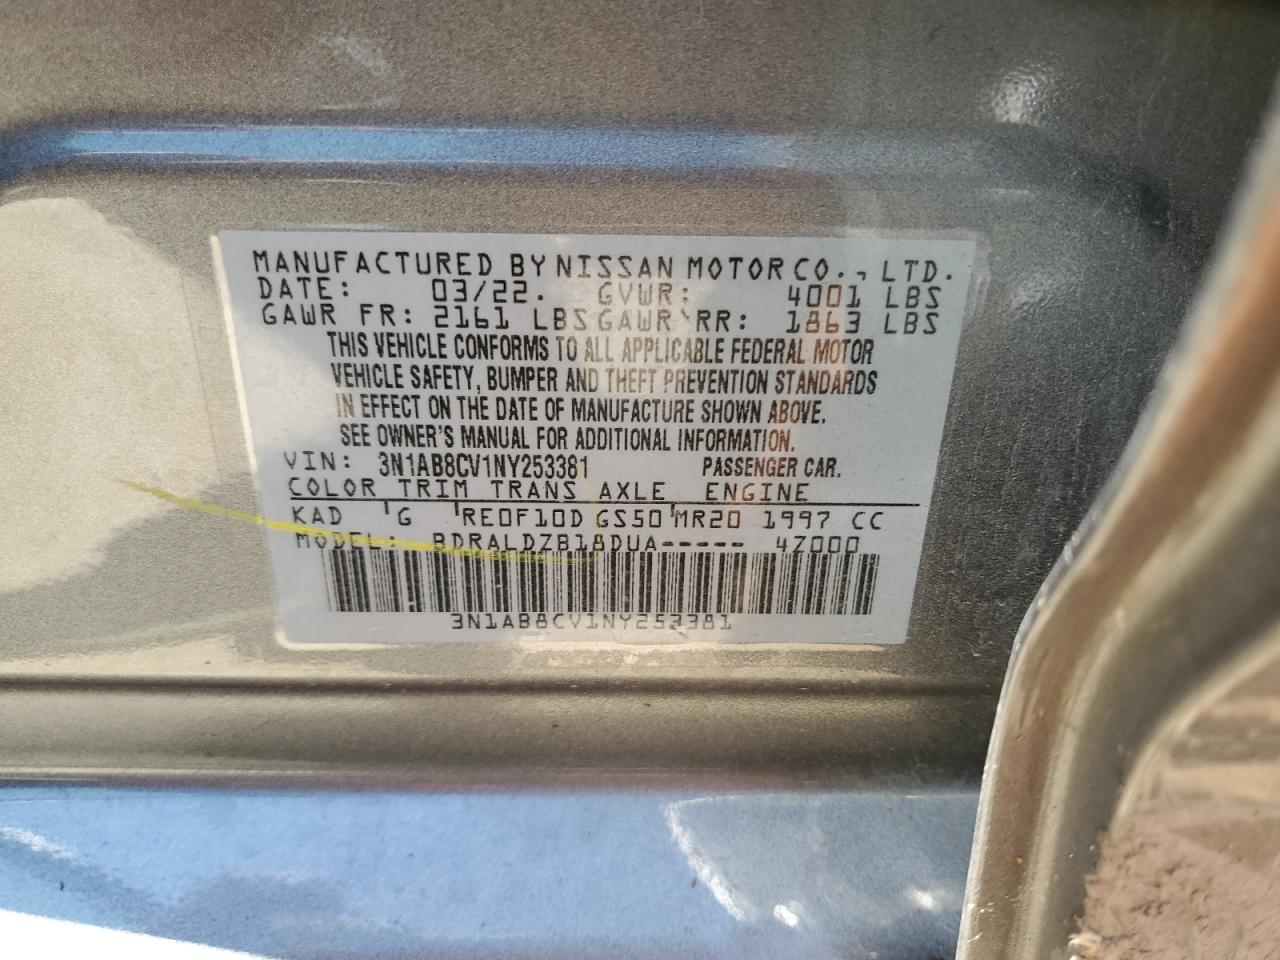 MANUFACTURED BY NISSAN MOTOR CO., LTD.
DATE: 03/22. GVWR: 4001 LBS
GAWR FR: 2161 LBS GAWR RR: 1863 LBS
THIS VEHICLE CONFORMS TO ALL APPLICABLE FEDERAL MOTOR
VEHICLE SAFETY, BUMPER AND THEFT PREVENTION STANDARDS
IN EFFECT ON THE DATE OF MANUFACTURE SHOWN ABOVE.
SEE OWNER'S MANUAL FOR ADDITIONAL INFORMATION.
VIN: 3N1AB8CV1NY253381 PASSENGER CAR.
COLOR TRIM TRANS AXLE ENGINE
KAD G RE0F10D GS50 MR20 1997 CC
MODEL: BDRALDZB18DUA----- 4Z000
3N1AB8CV1NY253381